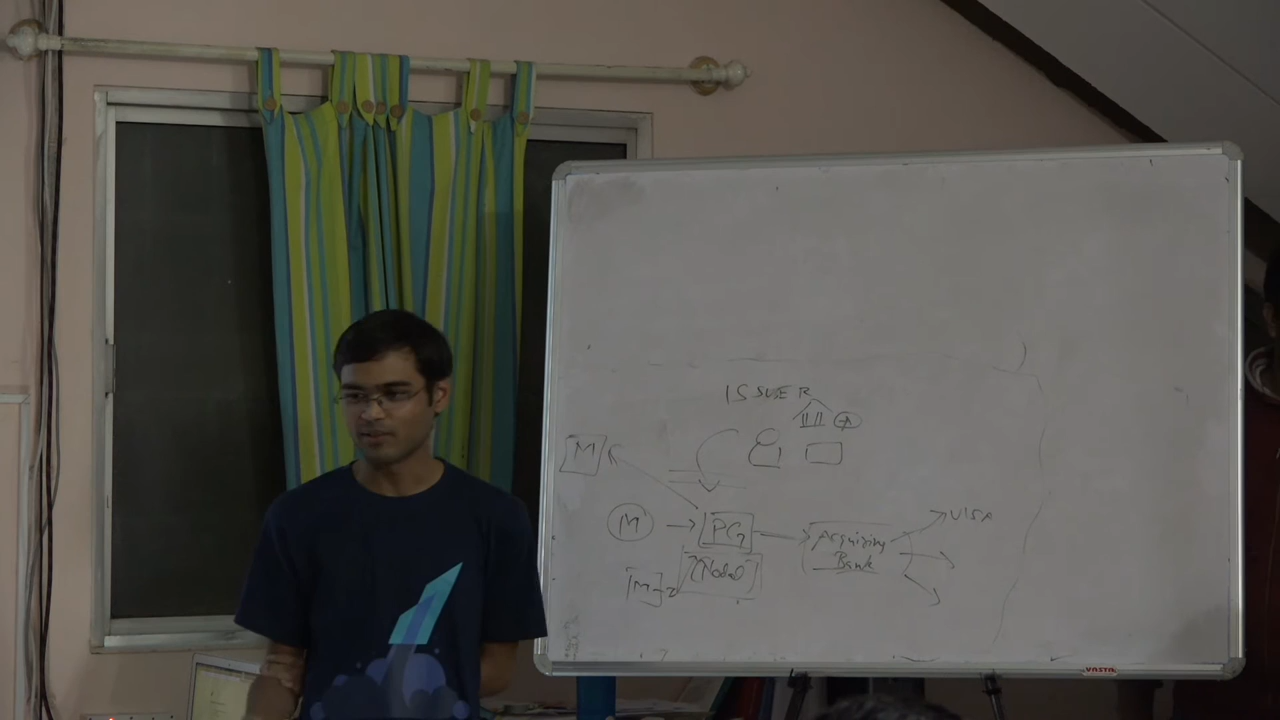 ISSUER
M
M
PG
Acquiring
Bank
VISA
M
(Nodal)